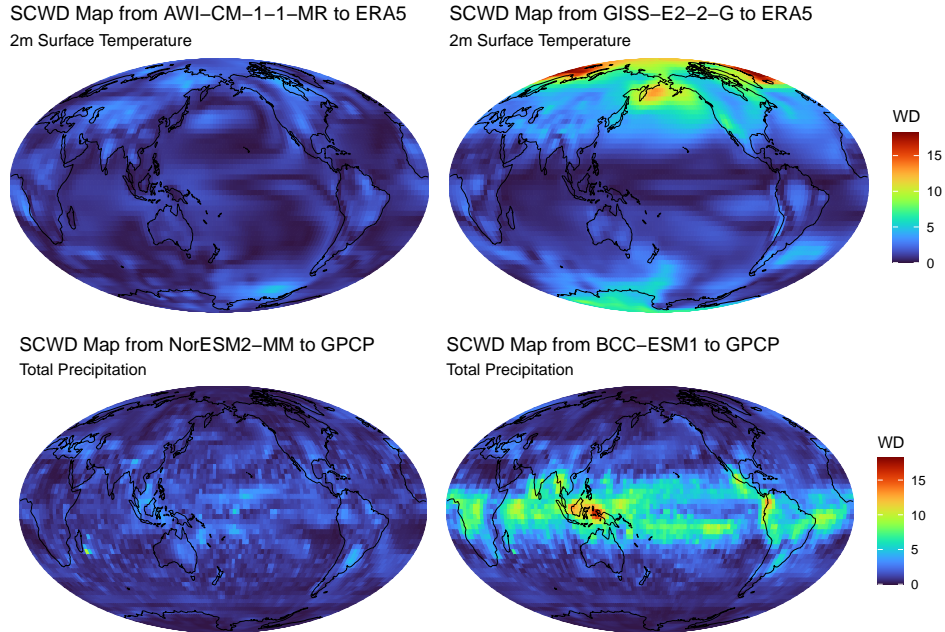 SCWD Map from AWI−CM−1−1−MR to ERA5
2m Surface Temperature
SCWD Map from GISS−E2−2−G to ERA5
2m Surface Temperature
WD
15
10
5
0
SCWD Map from NorESM2−MM to GPCP
Total Precipitation
SCWD Map from BCC−ESM1 to GPCP
Total Precipitation
WD
15
10
5
0